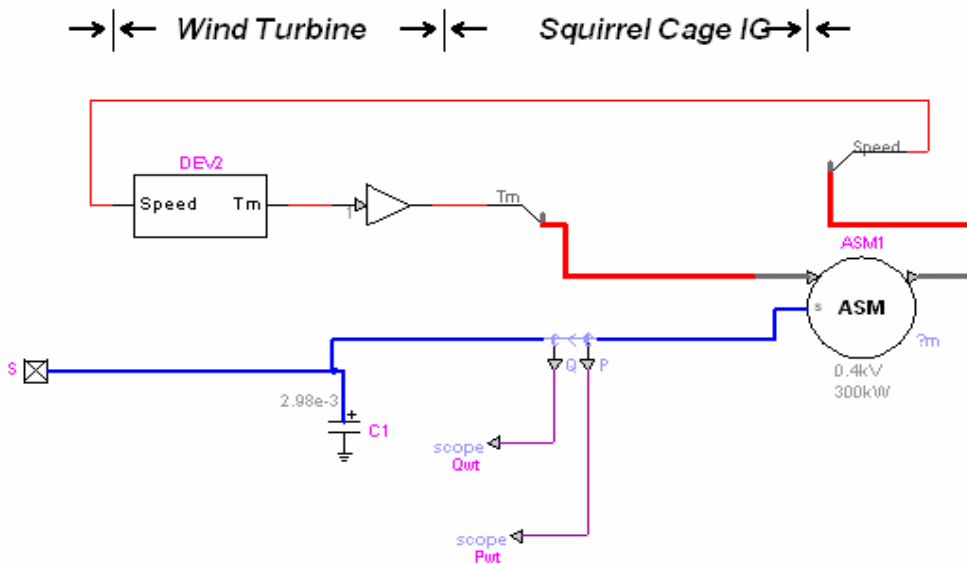 Wind Turbine
Squirrel Cage IG
Speed
DEV2
Speed Tm
1
Tm
ASM1
s
ASM
?m
0.4kV
300kW
S
Q P
2.98e-3
+
C1
scope
Qwt
scope
Pwt